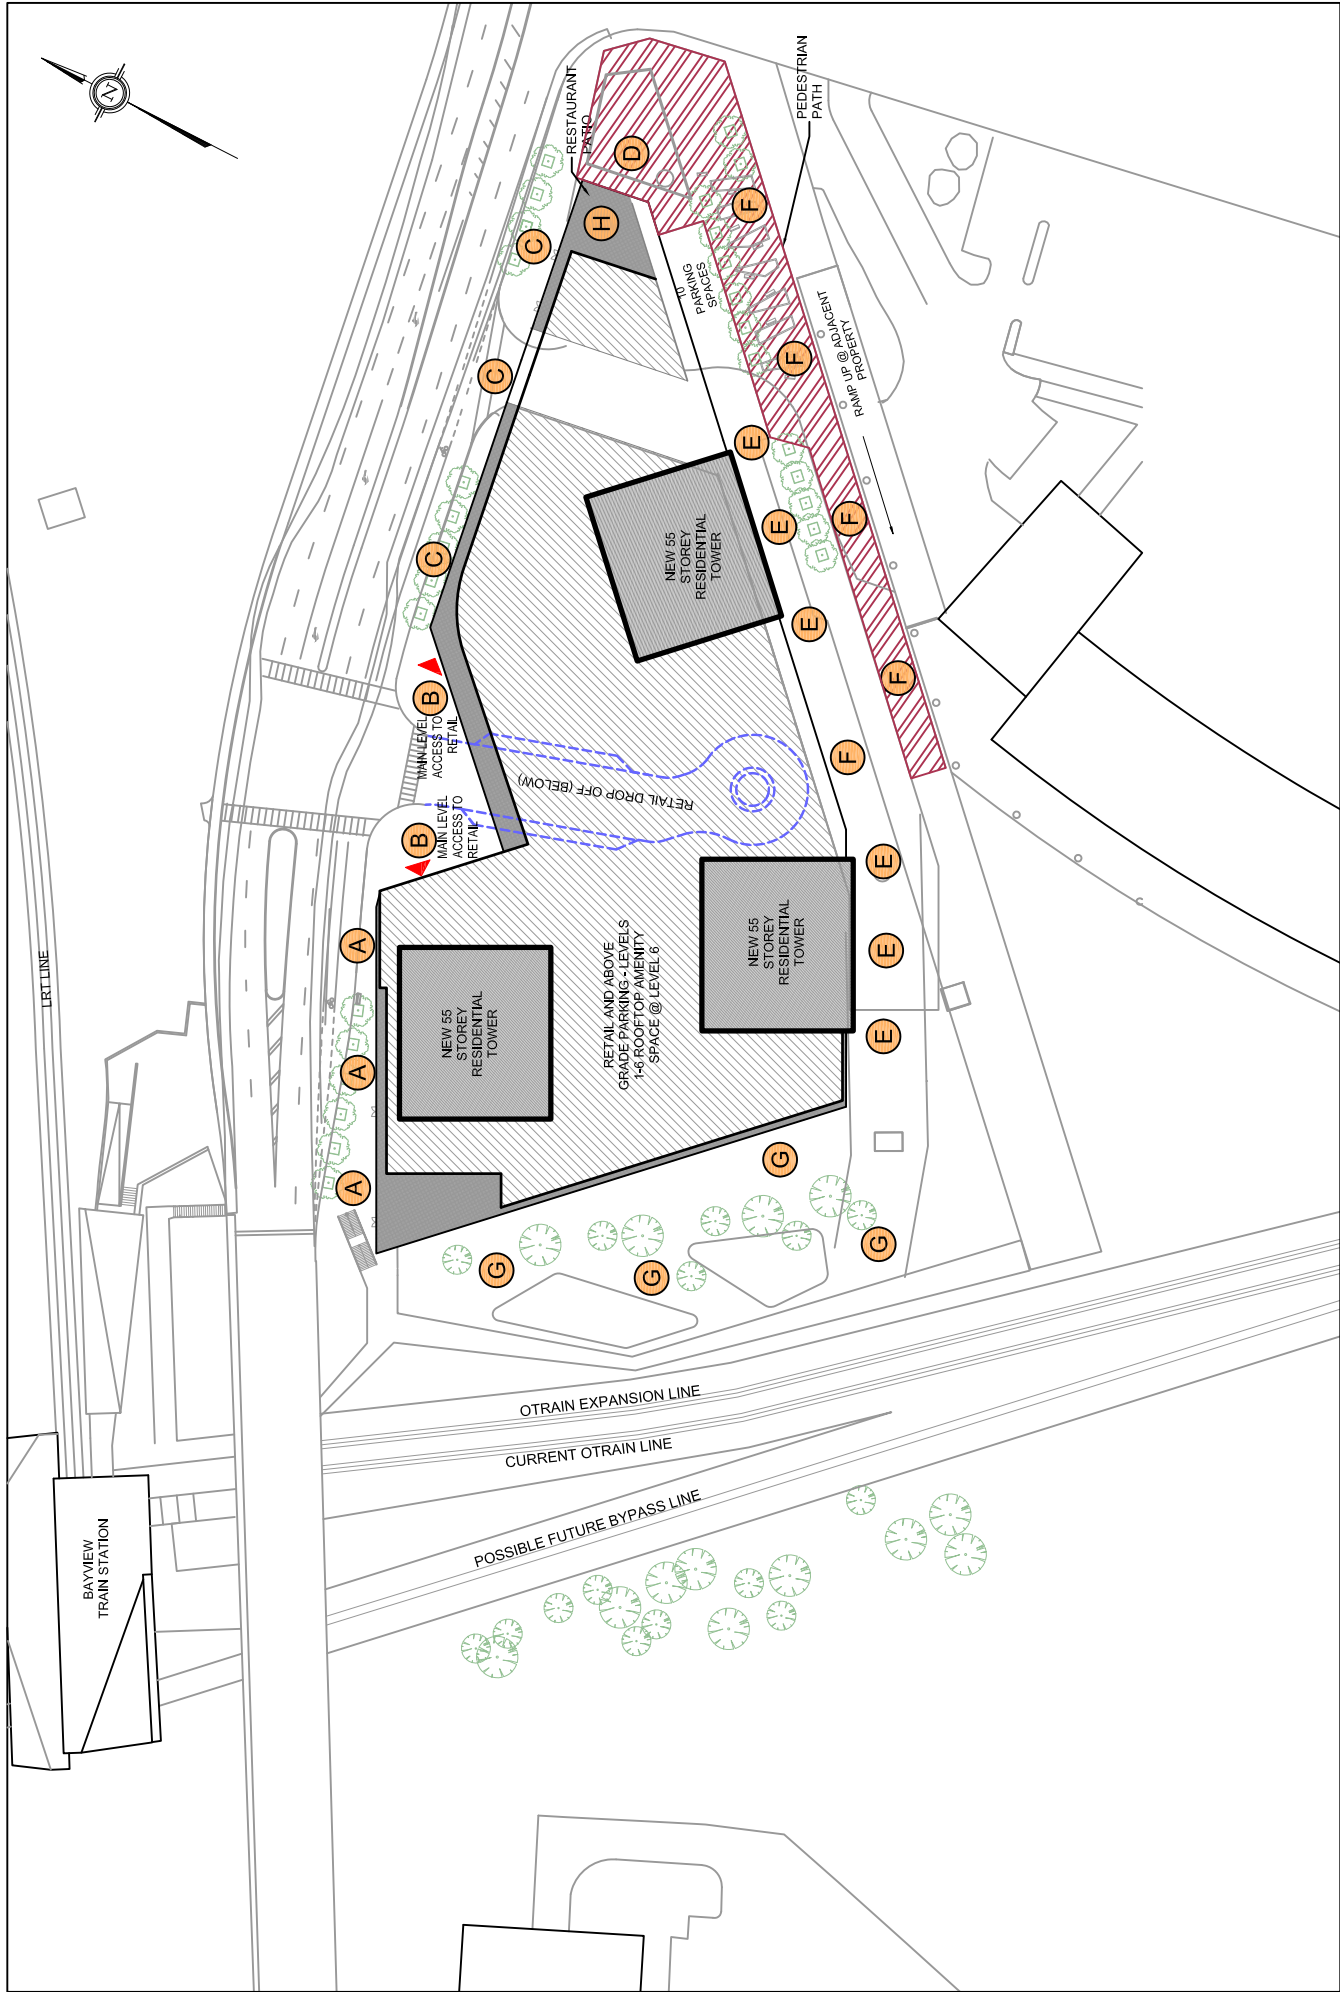 N
RESTAURANT
PATIO
PEDESTRIAN
PATH
D
H
F
C
10
PARKING
SPACES
C
F
RAMP UP @ ADJACENT
PROPERTY
E
E
F
C
NEW 55
STOREY
RESIDENTIAL
TOWER
E
F
B
MAIN LEVEL
ACCESS TO
RETAIL
F
RETAIL DROP OFF (BELOW)
B
MAIN LEVEL
ACCESS TO
RETAIL
E
A
LRT LINE
NEW 55
STOREY
RESIDENTIAL
TOWER
E
RETAIL AND ABOVE
GRADE PARKING - LEVELS
1-6 ROOFTOP AMENITY
SPACE @ LEVEL 6
NEW 55
STOREY
RESIDENTIAL
TOWER
E
A
A
G
G
G
G
OTRAIN EXPANSION LINE
CURRENT OTRAIN LINE
POSSIBLE FUTURE BYPASS LINE
BAYVIEW
TRAIN STATION